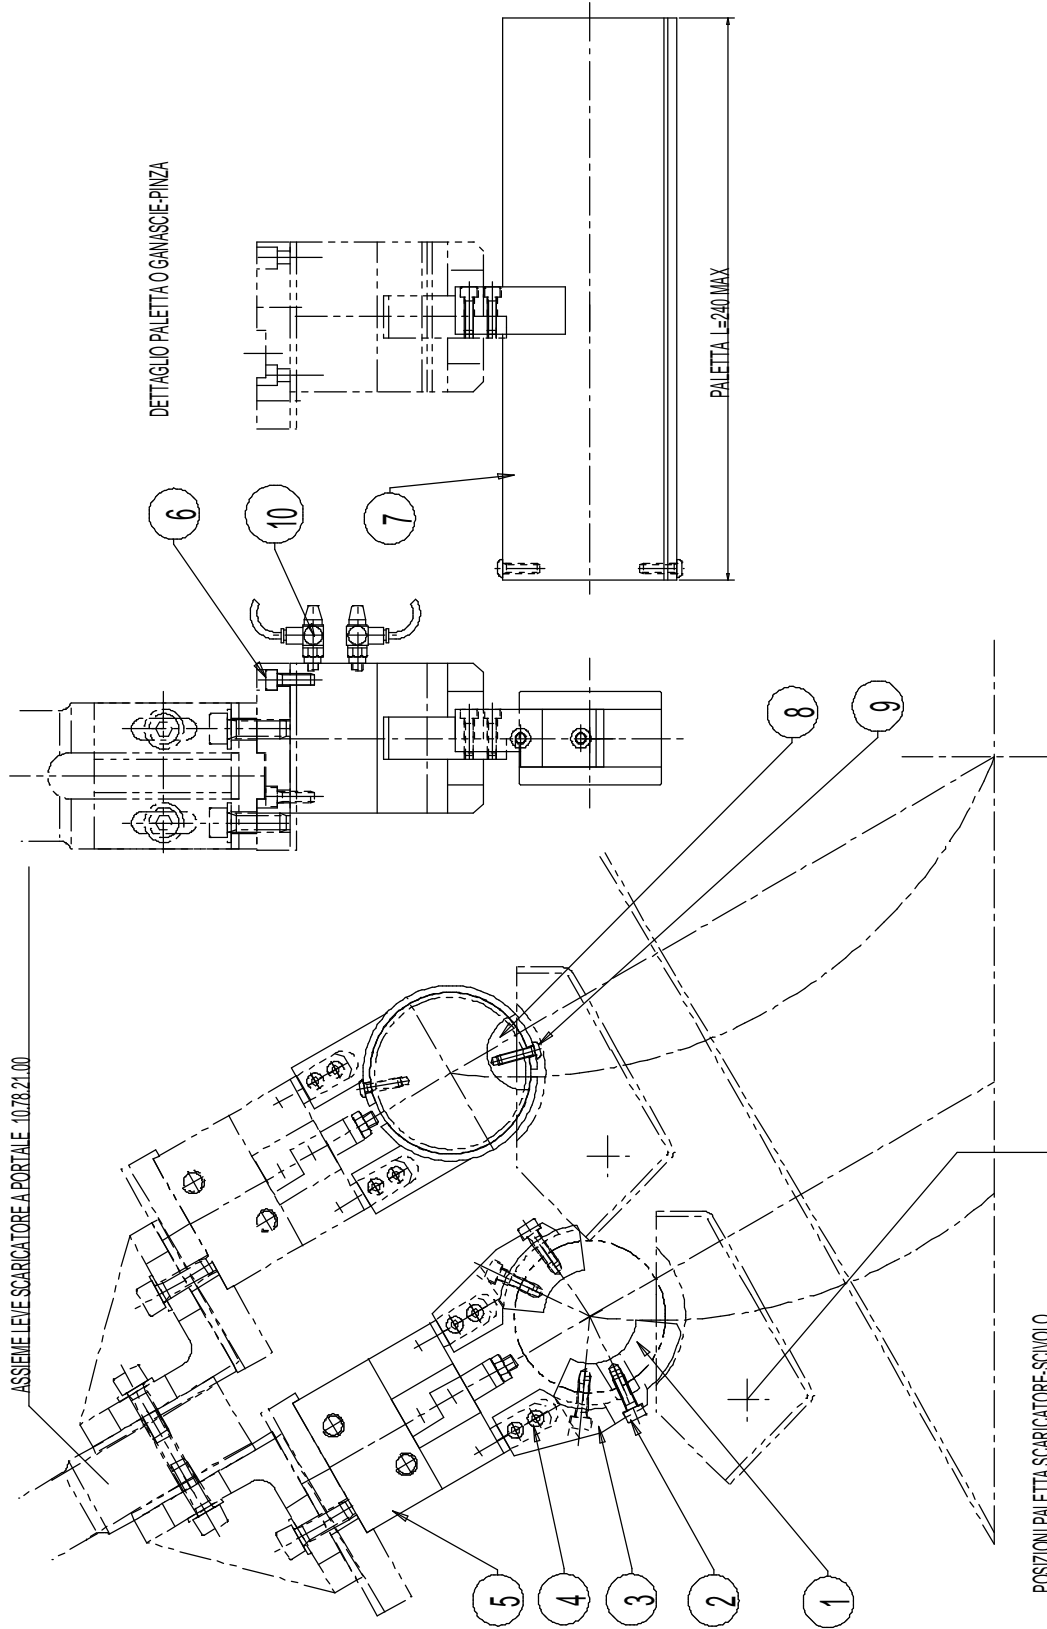 ASSIEME LEVE SCARICATORE A PORTALE 10.78.21.00
DETTAGLIO PALETTA O GANASCIE-PINZA
6
10
7
PALETTA L=240 MAX
8
9
5
4
3
2
1
POSIZIONI PALETTA SCARICATORE-SCIVOLO